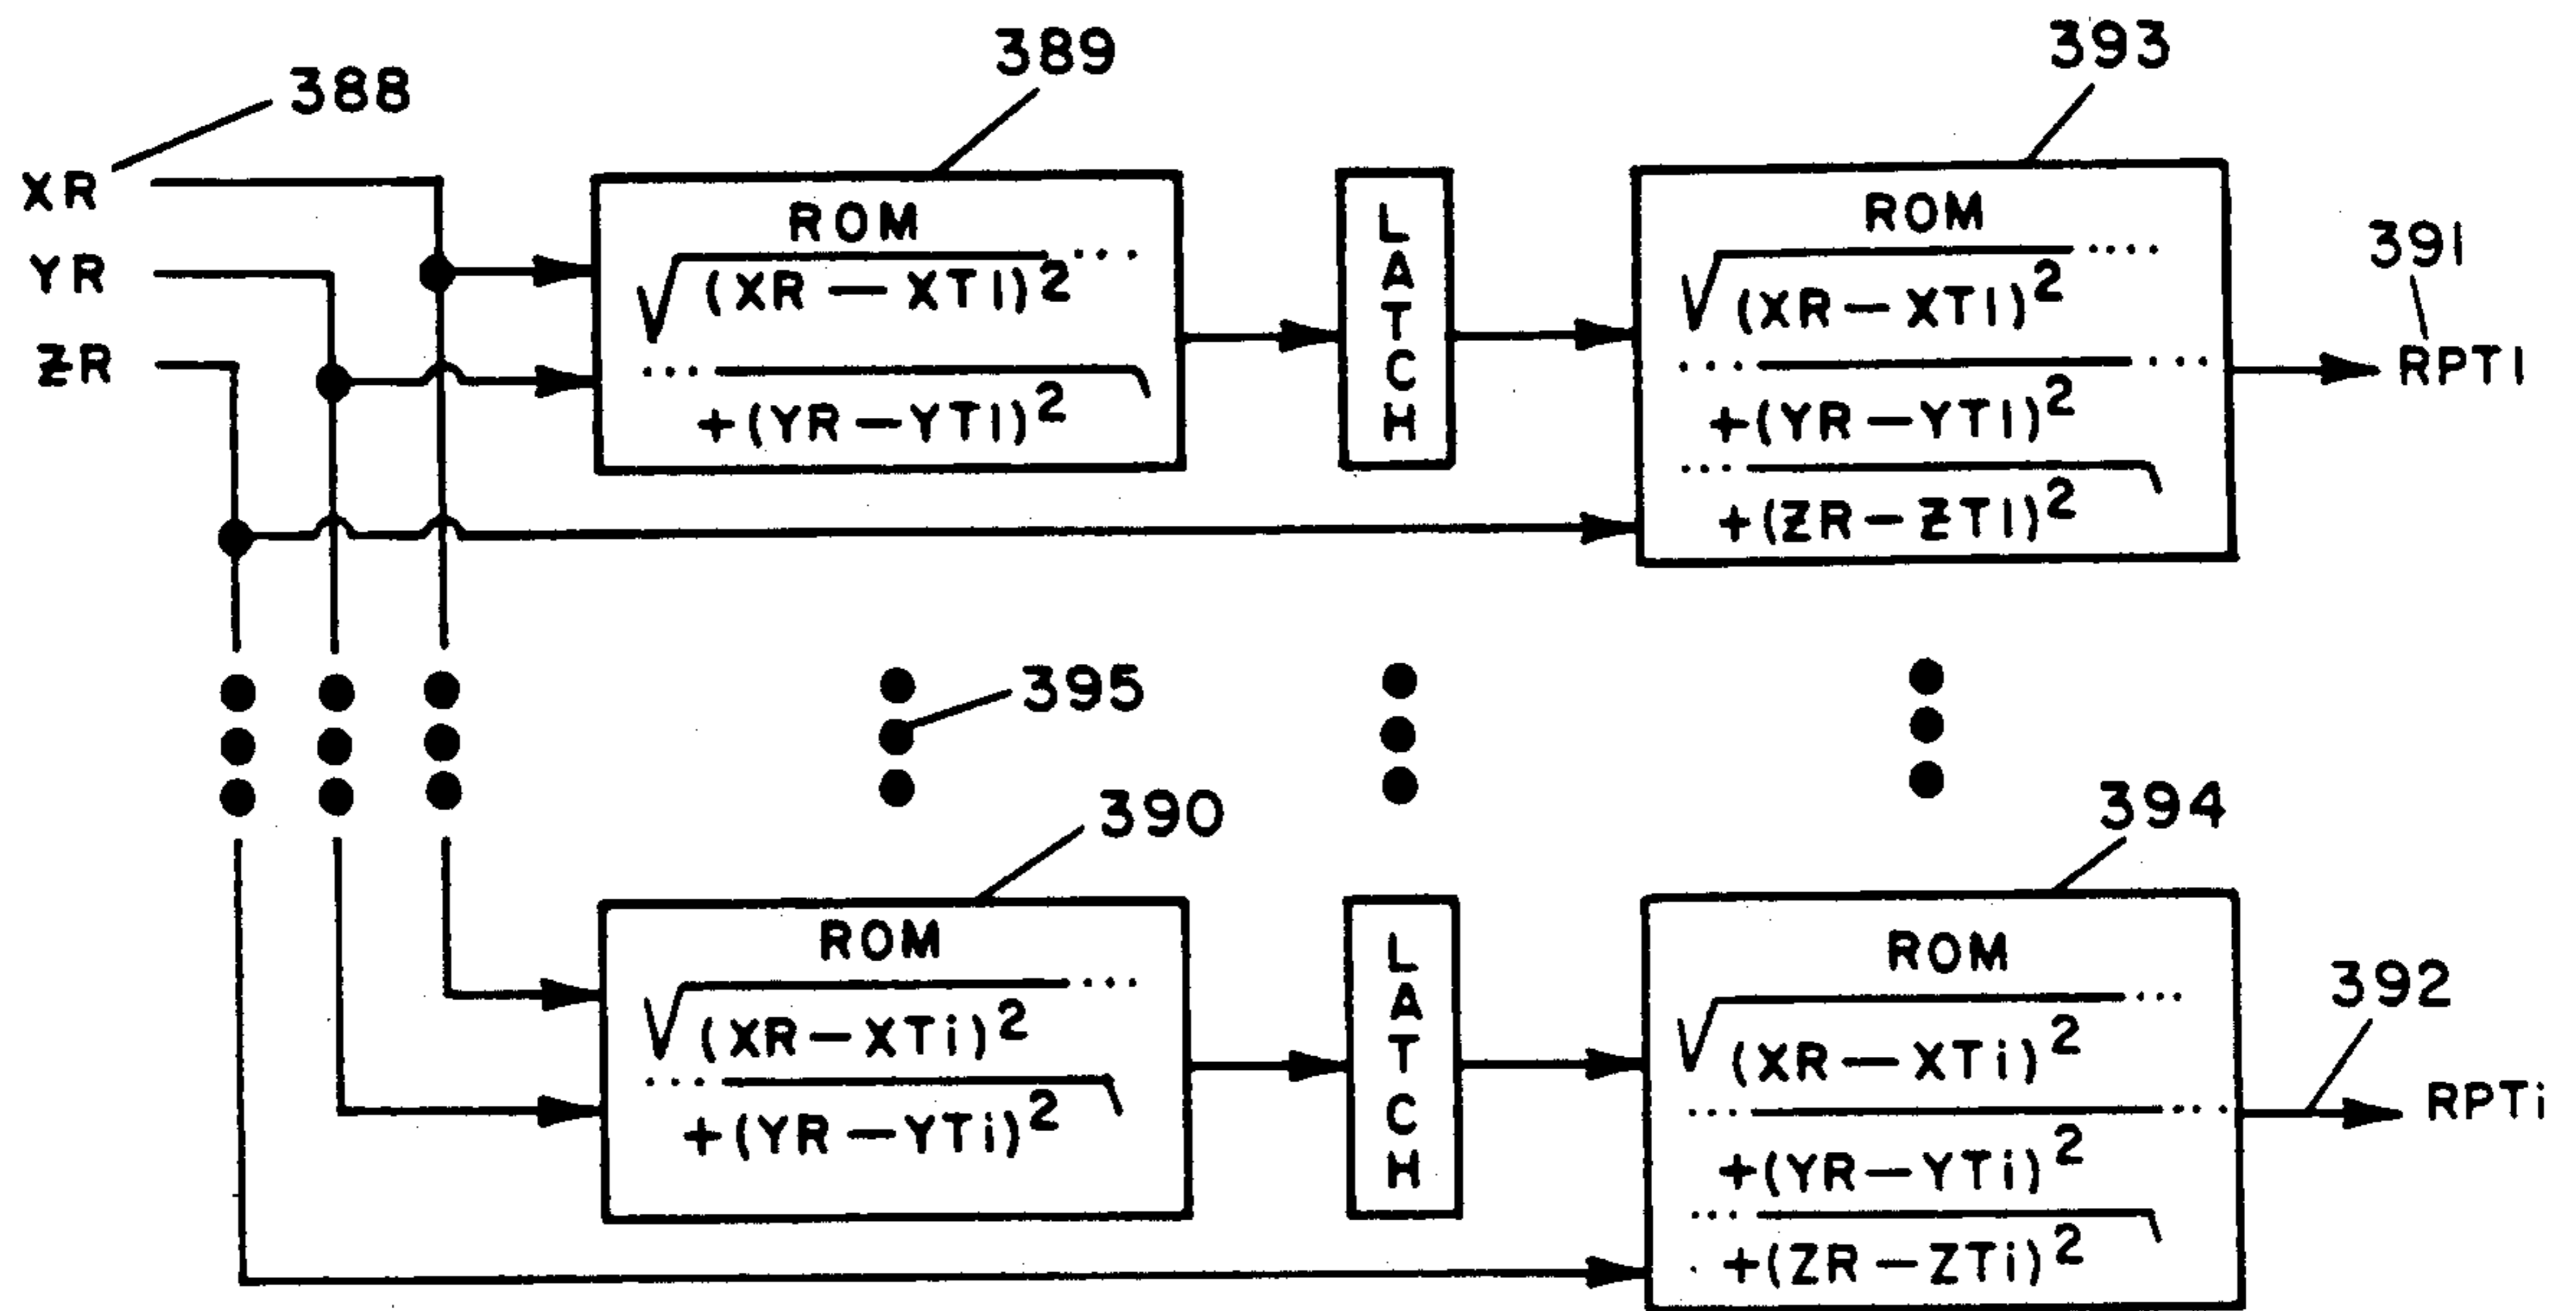 388
389
393
XR
YR
ZR
ROM
√(XR — XT1)² ····
···· +(YR —YT1)²
LATCH
ROM
√(XR — XT1)² ····
···· +(YR —YT1)² ····
···· +(ZR — ZT1)²
391
RPT1
395
390
394
ROM
√(XR — XTi)² ····
···· +(YR —YTi)²
LATCH
ROM
√(XR — XTi)² ···
···· +(YR —YTi)² ····
···· +(ZR — ZTi)²
392
RPTi